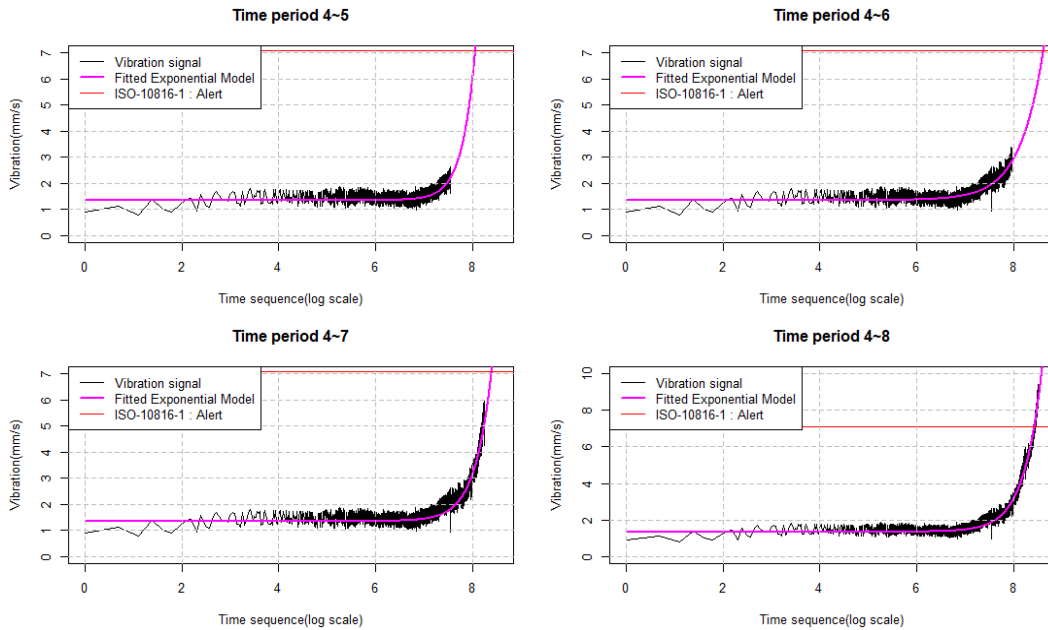 Time period 4~5
Vibration signal
Fitted Exponential Model
ISO-10816-1 : Alert
Vibration(mm/s)
7
6
5
4
3
2
1
0
0 2 4 6 8
Time sequence(log scale)
Time period 4~6
Vibration signal
Fitted Exponential Model
ISO-10816-1 : Alert
Vibration(mm/s)
7
6
5
4
3
2
1
0
0 2 4 6 8
Time sequence(log scale)
Time period 4~7
Vibration signal
Fitted Exponential Model
ISO-10816-1 : Alert
Vibration(mm/s)
7
6
5
4
3
2
1
0
0 2 4 6 8
Time sequence(log scale)
Time period 4~8
Vibration signal
Fitted Exponential Model
ISO-10816-1 : Alert
Vibration(mm/s)
10
8
6
4
2
0
0 2 4 6 8
Time sequence(log scale)